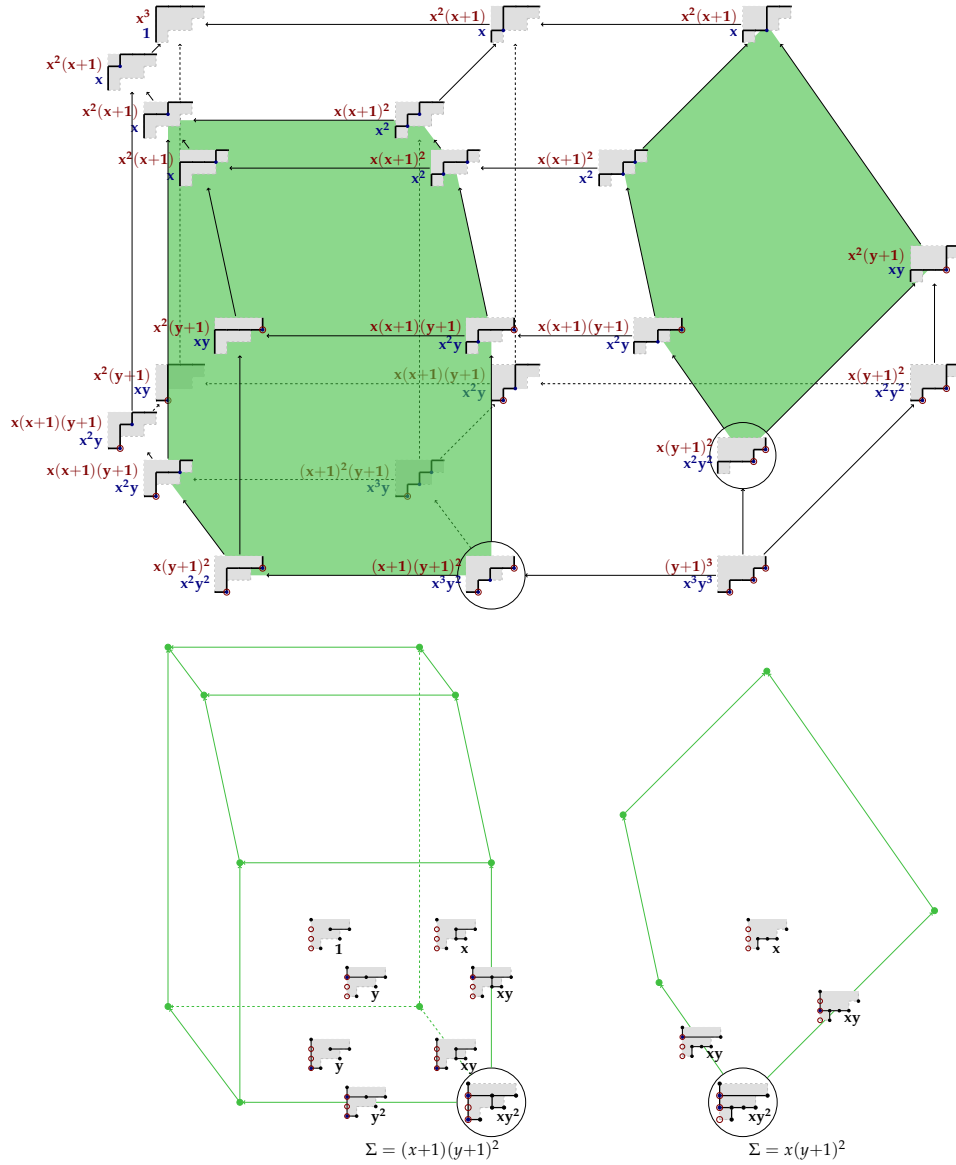 x³
1
x²(x+1)
x
x²(x+1)
x
x²(x+1)
x
x²(x+1)
x
x(x+1)²
x²
x²(x+1)
x
x(x+1)²
x²
x(x+1)²
x²
x²(y+1)
xy
x²(y+1)
xy
x(x+1)(y+1)
x²y
x(x+1)(y+1)
x²y
x²(y+1)
xy
x(x+1)(y+1)
x²y
x(y+1)²
x²y²
x(x+1)(y+1)
x²y
x(y+1)²
x²y²
x(x+1)(y+1)
x²y
(x+1)²(y+1)
x³y
x(y+1)²
x²y²
(x+1)(y+1)²
x³y²
(y+1)³
x³y³
1
x
x
y
xy
xy
xy
y
xy
y²
xy²
xy²
Σ = (x+1)(y+1)²
Σ = x(y+1)²